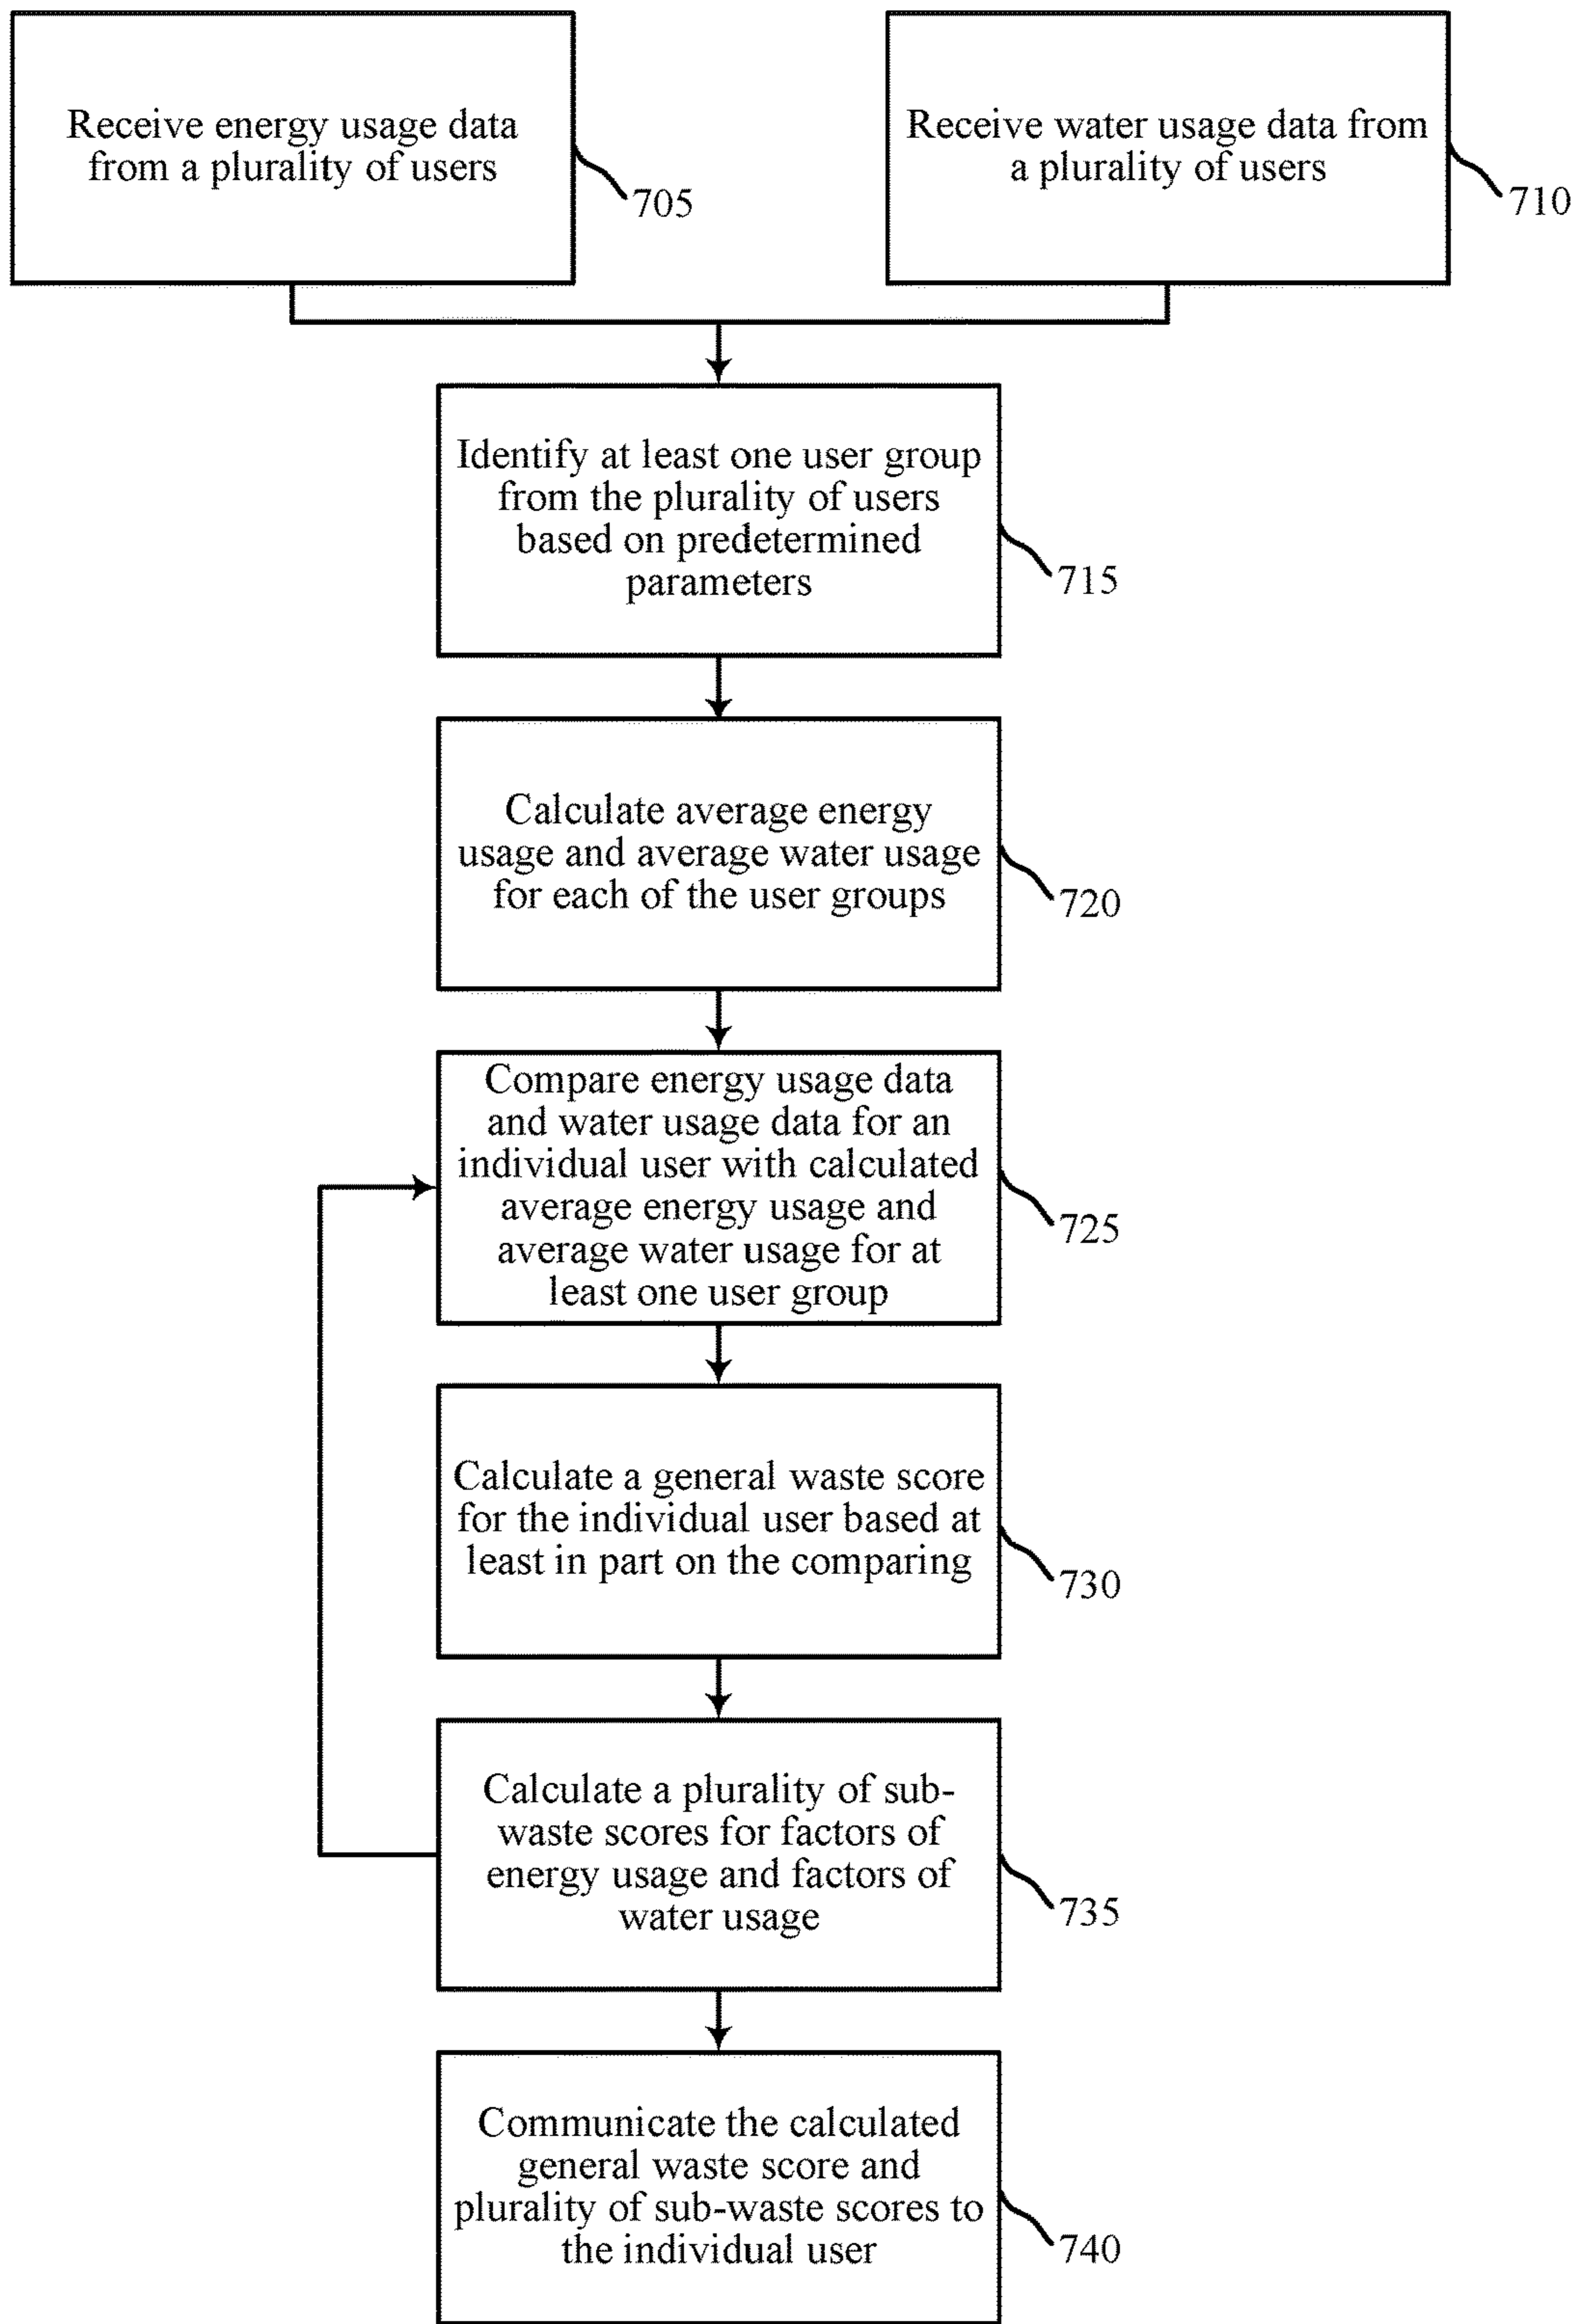 Receive energy usage data
from a plurality of users
705
Receive water usage data from
a plurality of users
710
Identify at least one user group
from the plurality of users
based on predetermined
parameters
715
Calculate average energy
usage and average water usage
for each of the user groups
720
Compare energy usage data
and water usage data for an
individual user with calculated
average energy usage and
average water usage for at
least one user group
725
Calculate a general waste score
for the individual user based at
least in part on the comparing
730
Calculate a plurality of sub-
waste scores for factors of
energy usage and factors of
water usage
735
Communicate the calculated
general waste score and
plurality of sub-waste scores to
the individual user
740